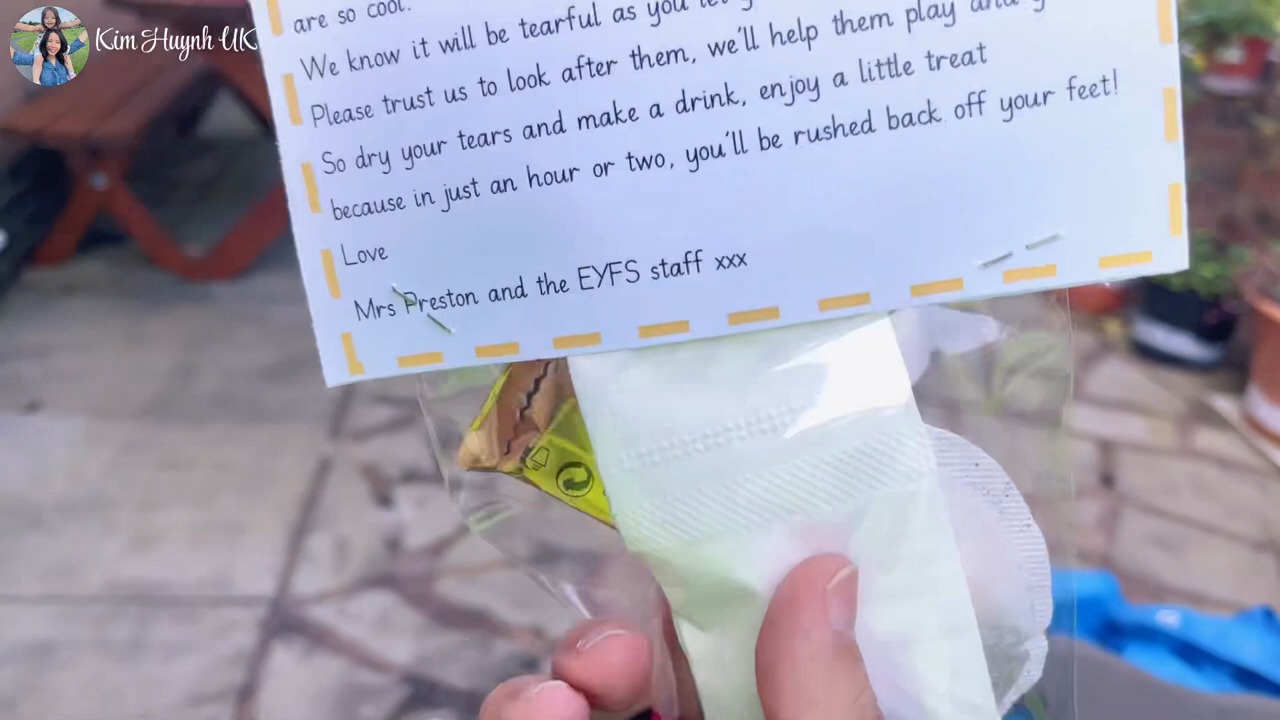 Kim Huynh UK
are so cool.
We know it will be tearful as you
Please trust us to look after them, we'll help them play and
So dry your tears and make a drink, enjoy a little treat
because in just an hour or two, you'll be rushed back off your feet!
Love
Mrs Preston and the EYFS staff xxx